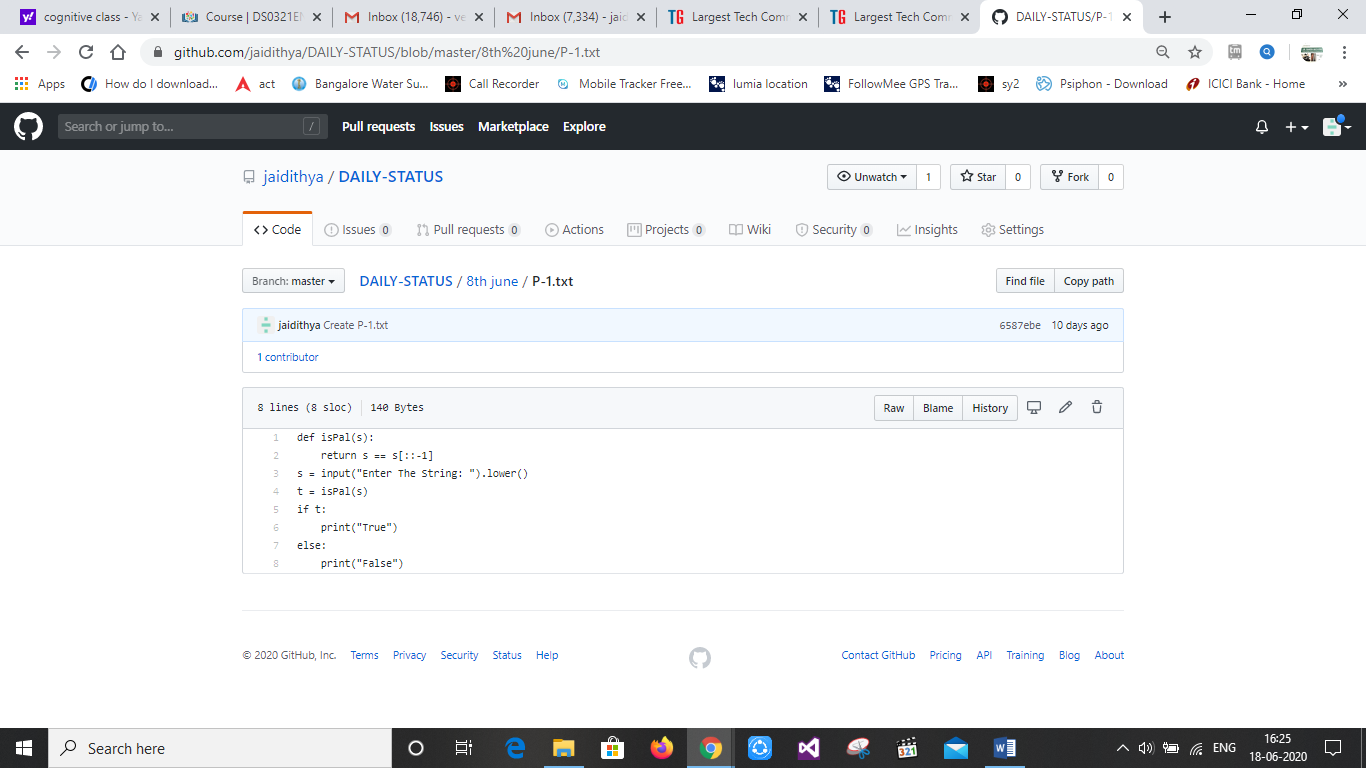 cognitive class - Ya
Course | DS0321EN
Inbox (18,746) - ve
Inbox (7,334) - jaid
TG Largest Tech Comm
TG Largest Tech Comm
DAILY-STATUS/P-1
github.com/jaidithya/DAILY-STATUS/blob/master/8th%20june/P-1.txt
Apps
How do I download...
act
Bangalore Water Su...
Call Recorder
Mobile Tracker Free...
lumia location
FollowMee GPS Tra...
sy2
Psiphon - Download
ICICI Bank - Home
»
Search or jump to... /
Pull requests Issues Marketplace Explore
jaidithya / DAILY-STATUS
Unwatch 1
Star 0
Fork 0
Code
Issues 0
Pull requests 0
Actions
Projects 0
Wiki
Security 0
Insights
Settings
Branch: master
DAILY-STATUS / 8th june / P-1.txt
Find file Copy path
jaidithya Create P-1.txt
6587ebe 10 days ago
1 contributor
8 lines (8 sloc) 140 Bytes
Raw Blame History
1 def isPal(s):
2     return s == s[::-1]
3 s = input("Enter The String: ").lower()
4 t = isPal(s)
5 if t:
6     print("True")
7 else:
8     print("False")
© 2020 GitHub, Inc. Terms Privacy Security Status Help
Contact GitHub Pricing API Training Blog About
Search here
ENG
16:25
18-06-2020